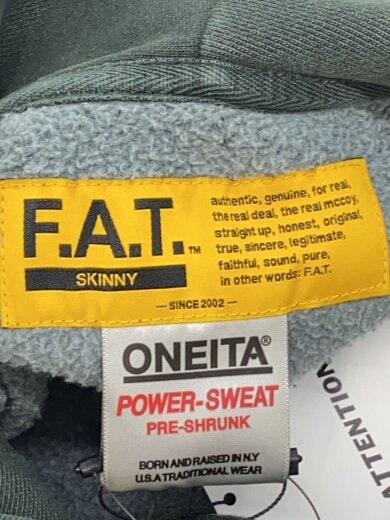 F.A.T.™
SKINNY
authentic, genuine, for real,
the real deal, the real mccoy,
straight up, honest, original,
true, sincere, legitimate,
faithful, sound, pure,
in other words: F.A.T.
— SINCE 2002 —
ONEITA®
POWER-SWEAT
PRE-SHRUNK
BORN AND RAISED IN N.Y
U.S.A TRADITIONAL WEAR
ATTENTION